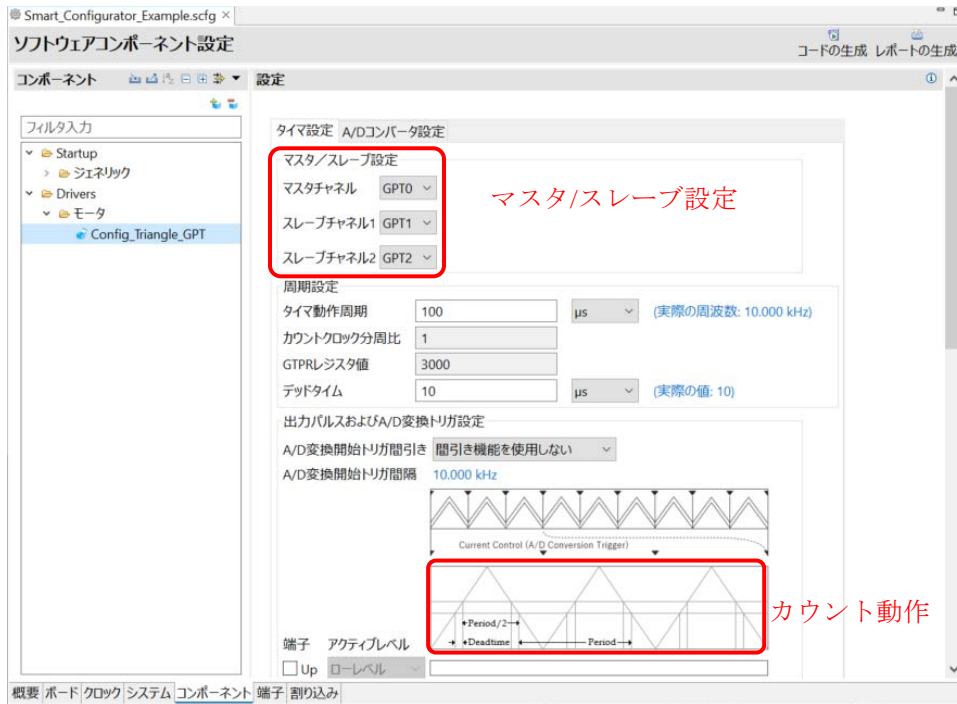 Smart_Configurator_Example.scfg ×
ソフトウェアコンポーネント設定
コードの生成 レポートの生成
コンポーネント
設定
フィルタ入力
Startup
ジェネリック
Drivers
モータ
Config_Triangle_GPT
タイマ設定 A/Dコンバータ設定
マスタ／スレーブ設定
マスタチャネル GPT0
スレーブチャネル1 GPT1
スレーブチャネル2 GPT2
マスタ/スレーブ設定
周期設定
タイマ動作周期 100 μs (実際の周波数: 10.000 kHz)
カウントクロック分周比 1
GTPRレジスタ値 3000
デッドタイム 10 μs (実際の値: 10)
出力パルスおよびA/D変換トリガ設定
A/D変換開始トリガ間引き 間引き機能を使用しない
A/D変換開始トリガ間隔 10.000 kHz
Current Control (A/D Conversion Trigger)
Period/2
Deadtime
Period
カウント動作
端子 アクティブレベル
Up ローレベル
概要 ボード クロック システム コンポーネント 端子 割り込み